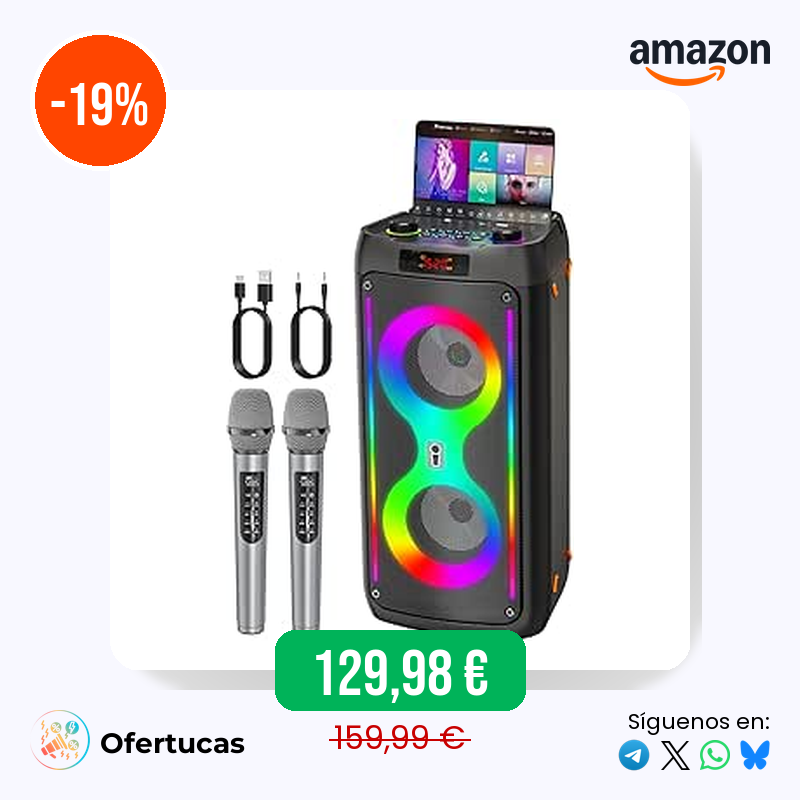 -19%
amazon
129,98 €
159,99 €
Ofertucas
Síguenos en: